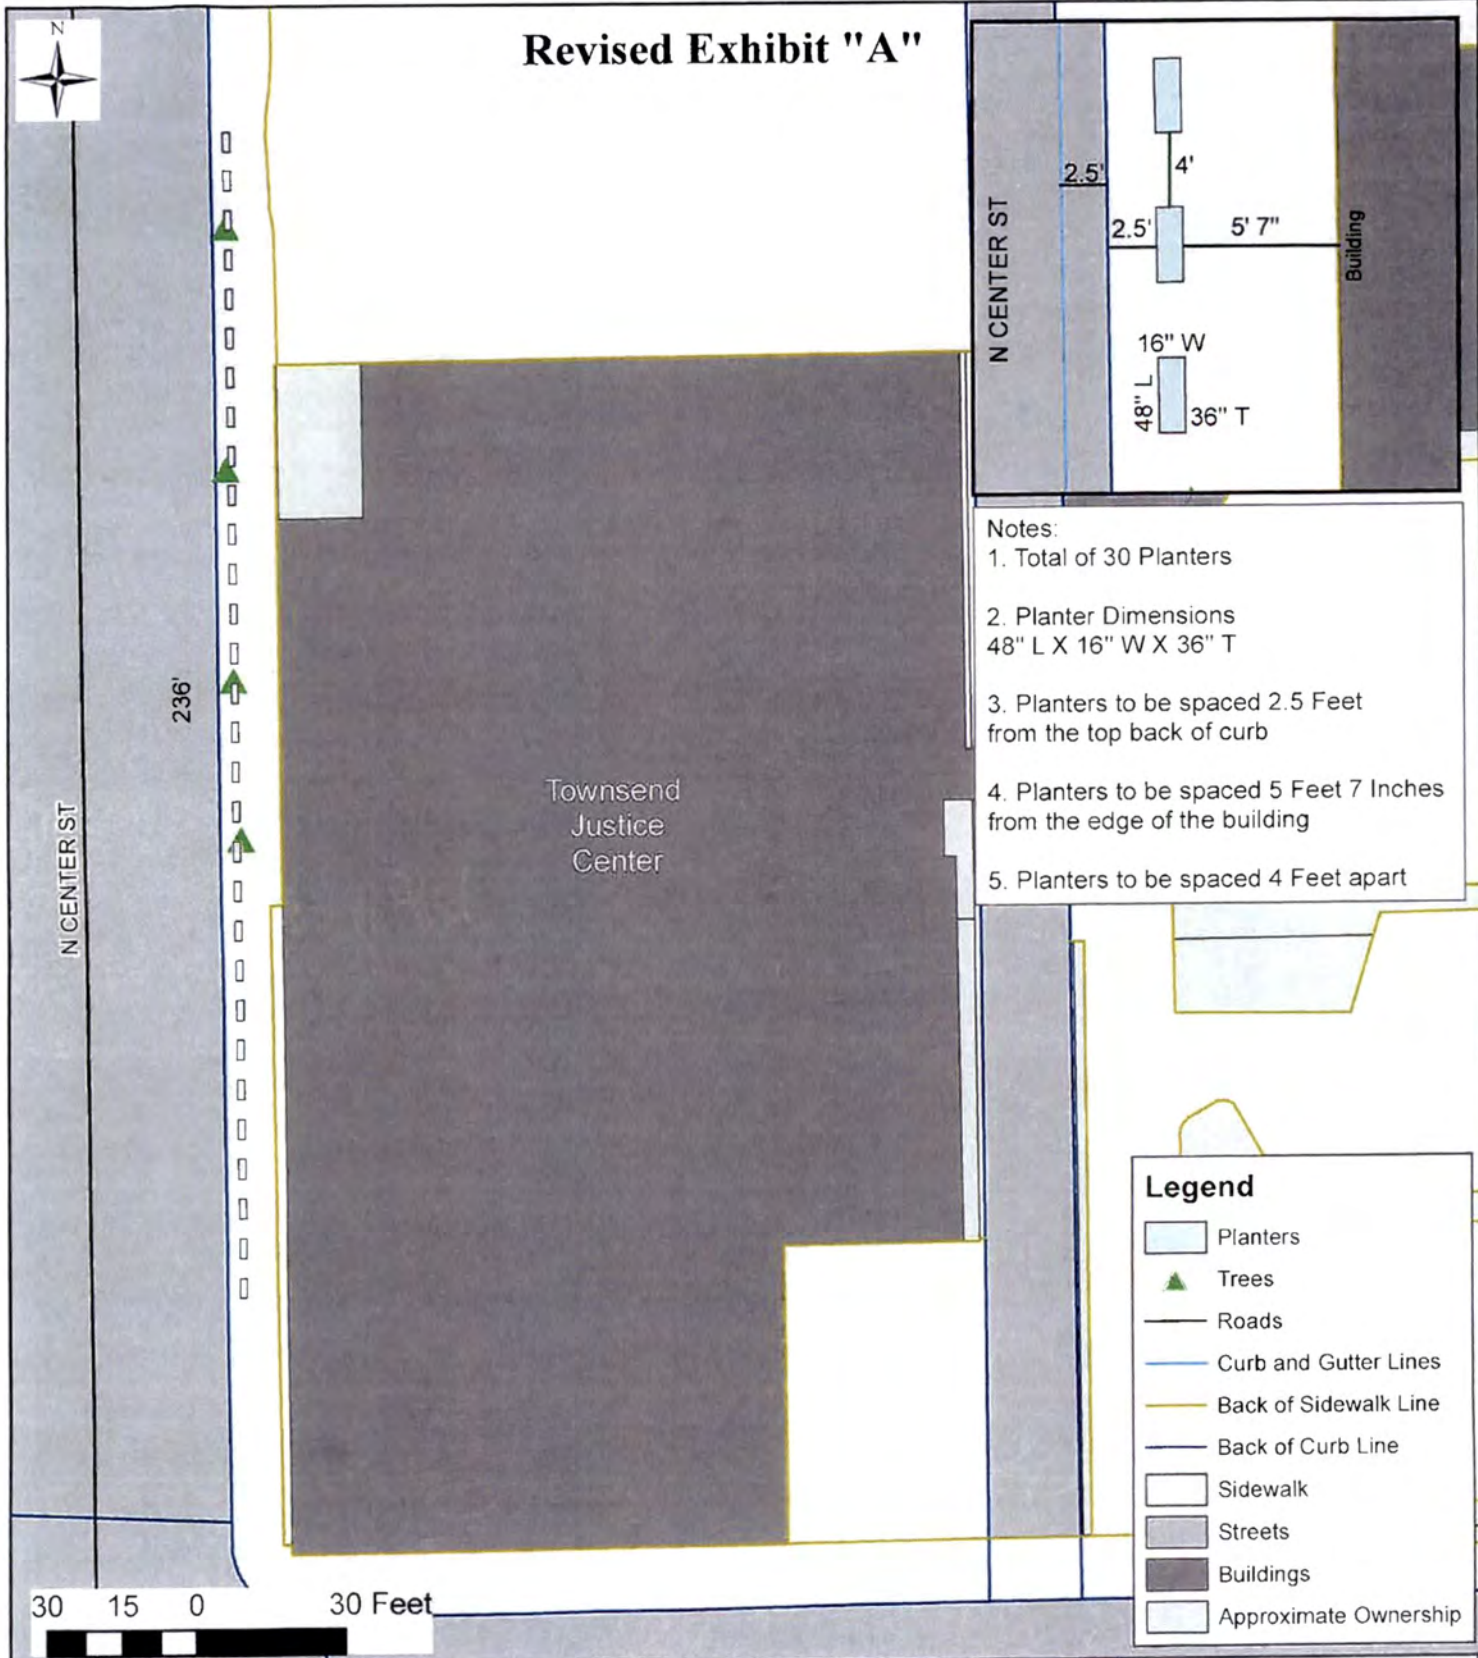 Revised Exhibit "A"
N
N CENTER ST
236'
Townsend
Justice
Center
N CENTER ST
2.5'
4'
2.5'
5' 7"
Building
16" W
48" L
36" T
Notes:
1. Total of 30 Planters
2. Planter Dimensions
48" L X 16" W X 36" T
3. Planters to be spaced 2.5 Feet
from the top back of curb
4. Planters to be spaced 5 Feet 7 Inches
from the edge of the building
5. Planters to be spaced 4 Feet apart
Legend
Planters
Trees
Roads
Curb and Gutter Lines
Back of Sidewalk Line
Back of Curb Line
Sidewalk
Streets
Buildings
Approximate Ownership
30 15 0 30 Feet